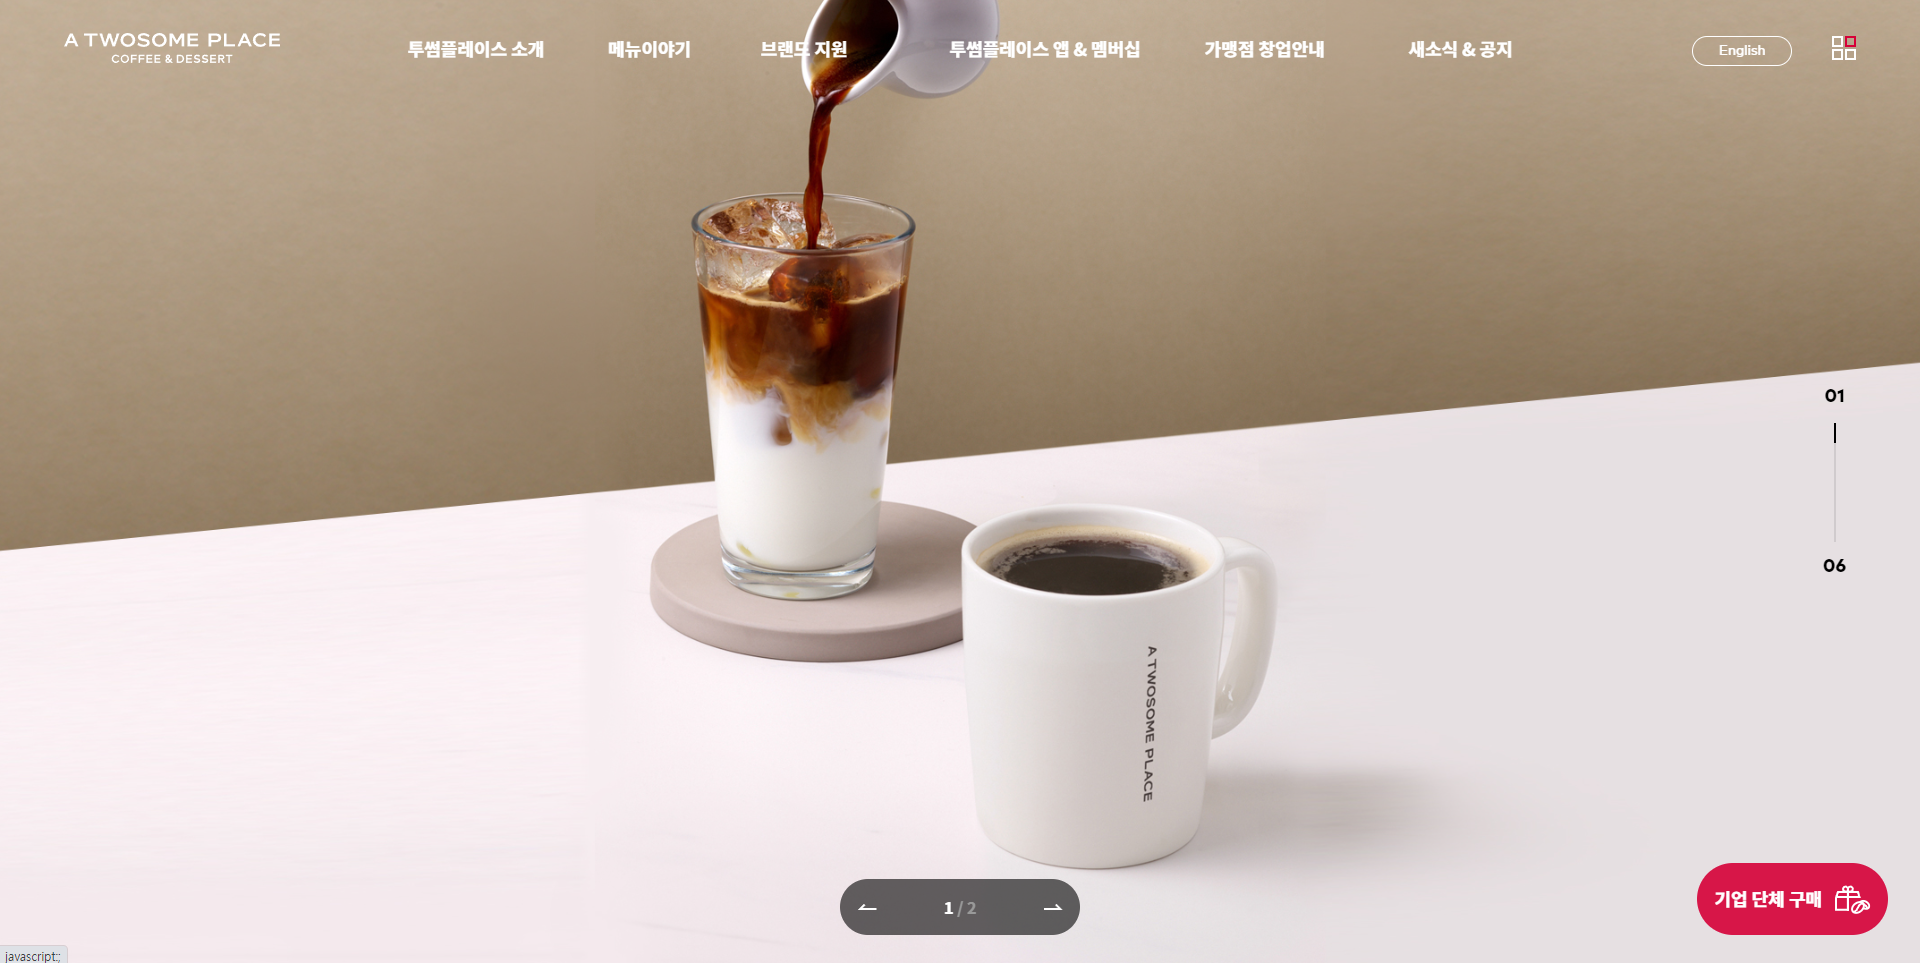 A TWOSOME PLACE
COFFEE & DESSERT
투썸플레이스 소개
메뉴이야기
브랜드 지원
투썸플레이스 앱 & 멤버십
가맹점 창업안내
새소식 & 공지
English
01
06
A TWOSOME PLACE
1 / 2
기업 단체 구매
javascript:;